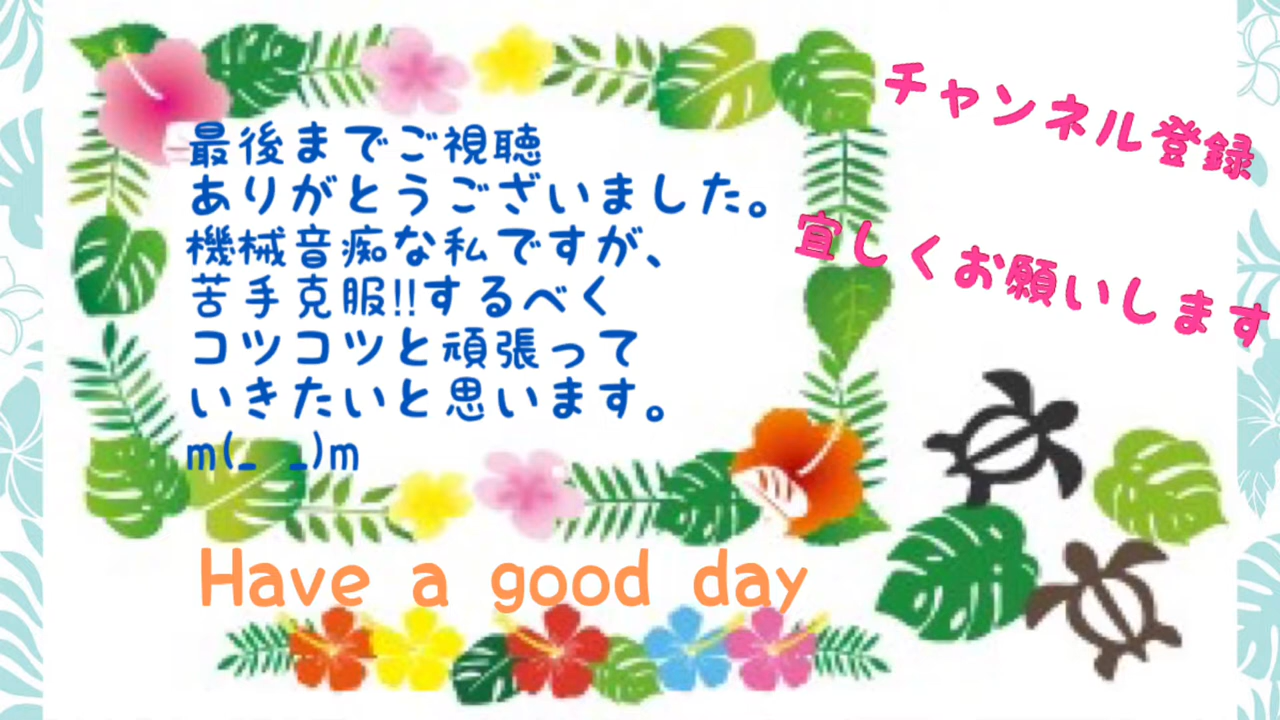 最後までご視聴
ありがとうございました。
機械音痴な私ですが、
苦手克服!!するべく
コツコツと頑張って
いきたいと思います。
m(_ _)m
チャンネル登録
宜しくお願いします
Have a good day